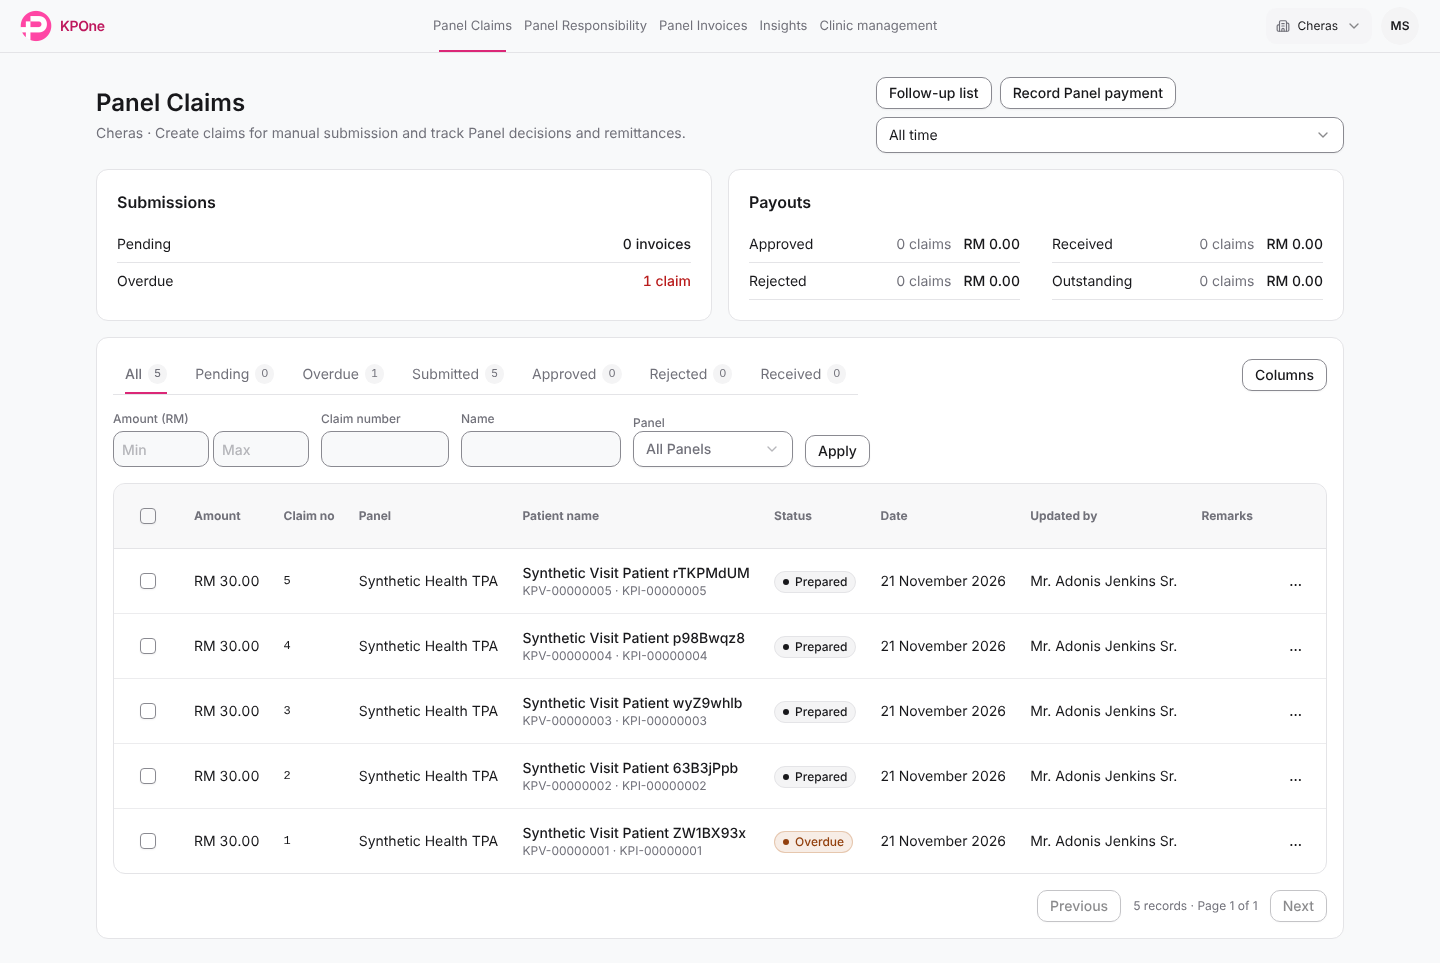 KPOne
Panel Claims Panel Responsibility Panel Invoices Insights Clinic management
Cheras
MS
Panel Claims
Cheras · Create claims for manual submission and track Panel decisions and remittances.
Follow-up list
Record Panel payment
All time
Submissions
Pending 0 invoices
Overdue 1 claim
Payouts
Approved 0 claims RM 0.00
Received 0 claims RM 0.00
Rejected 0 claims RM 0.00
Outstanding 0 claims RM 0.00
All 5 Pending 0 Overdue 1 Submitted 5 Approved 0 Rejected 0 Received 0
Columns
Amount (RM) Claim number Name Panel
Min Max All Panels Apply
Amount Claim no Panel Patient name Status Date Updated by Remarks
RM 30.00 5 Synthetic Health TPA Synthetic Visit Patient rTKPMdUM Prepared 21 November 2026 Mr. Adonis Jenkins Sr. ...
KPV-00000005 · KPI-00000005
RM 30.00 4 Synthetic Health TPA Synthetic Visit Patient p98Bwqz8 Prepared 21 November 2026 Mr. Adonis Jenkins Sr. ...
KPV-00000004 · KPI-00000004
RM 30.00 3 Synthetic Health TPA Synthetic Visit Patient wyZ9whlb Prepared 21 November 2026 Mr. Adonis Jenkins Sr. ...
KPV-00000003 · KPI-00000003
RM 30.00 2 Synthetic Health TPA Synthetic Visit Patient 63B3jPpb Prepared 21 November 2026 Mr. Adonis Jenkins Sr. ...
KPV-00000002 · KPI-00000002
RM 30.00 1 Synthetic Health TPA Synthetic Visit Patient ZW1BX93x Overdue 21 November 2026 Mr. Adonis Jenkins Sr. ...
KPV-00000001 · KPI-00000001
Previous 5 records · Page 1 of 1 Next